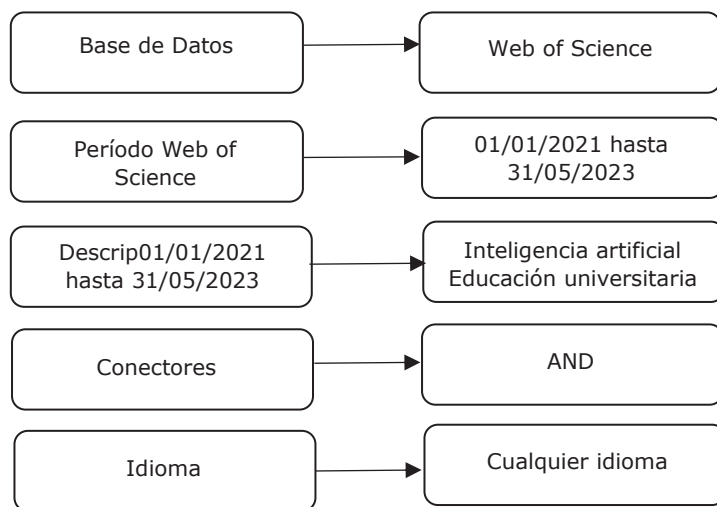 Base de Datos
Web of Science
Período Web of
Science
01/01/2021 hasta
31/05/2023
Descrip01/01/2021
hasta 31/05/2023
Inteligencia artificial
Educación universitaria
Conectores
AND
Idioma
Cualquier idioma